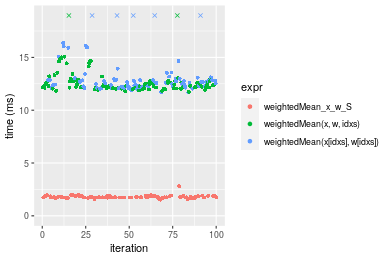 15
10
5
0
time (ms)
0
25
50
75
100
iteration
expr
weightedMean_x_w_S
weightedMean(x, w, idxs)
weightedMean(x[idxs], w[idxs])